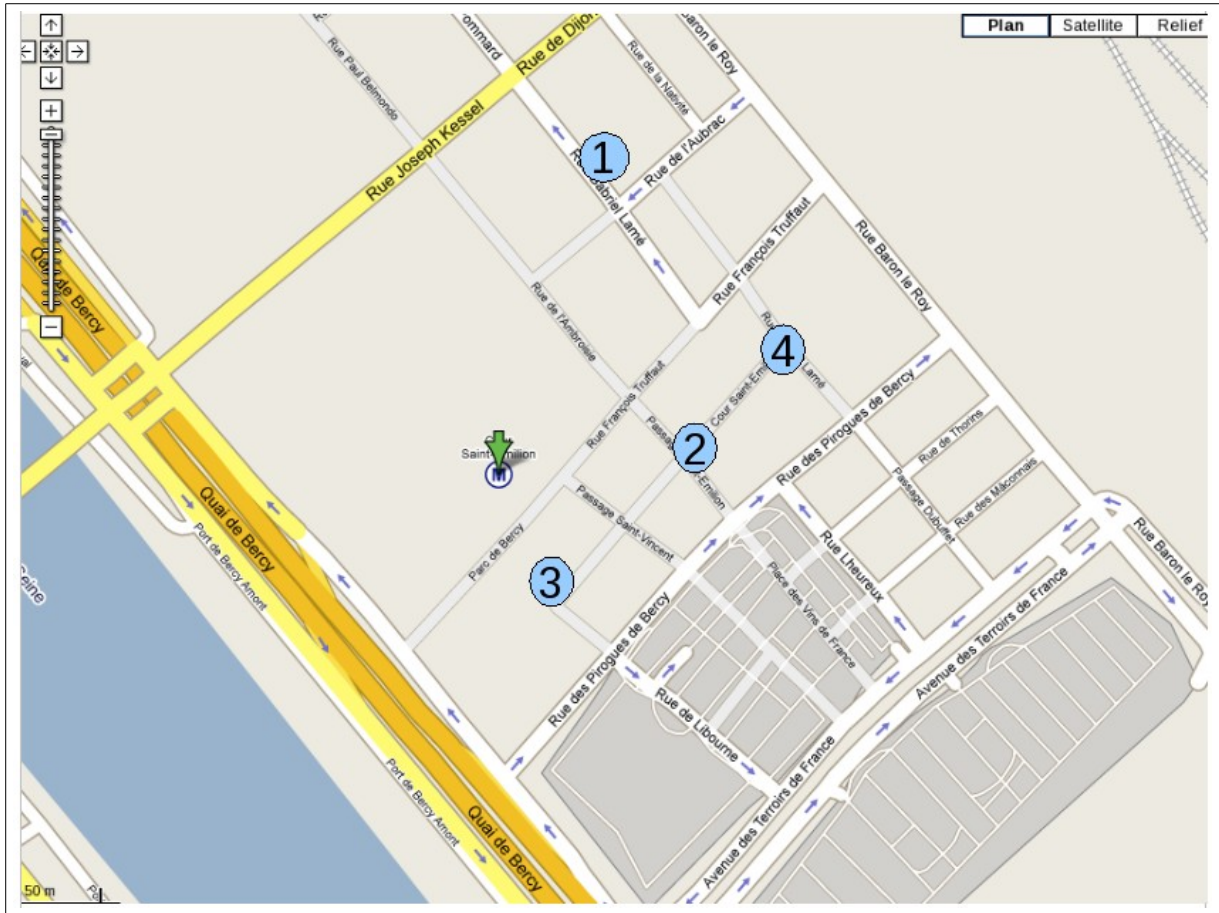 Plan
Satellite
Relief
Rue de Dijon
Baron le Roy
Rue Paul Belmondo
Rue de la Nativité
Rue Joseph Kessel
Rue de l'Aubrac
1
Gabriel Lamé
Rue François Truffaut
Rue Baron le Roy
Quai de Bercy
Rue de l'Ambroisie
4
Lamé
Rue François Truffaut
Cour Saint-Emilion
Rue des Pirogues de Bercy
2
Rue de Thorins
Saint-Emilion
M
Passage Saint-Vincent
Passage Dubuffet
Rue des Mâconnais
Quai de Bercy
Port de Bercy Amont
Parc de Bercy
Rue Lheureux
Rue Baron le Roy
3
Place des Vins de France
Seine
Rue des Pirogues de Bercy
Avenue des Terroirs de France
Rue de Libourne
Port de Bercy Amont
Quai de Bercy
Avenue des Terroirs de France
50 m